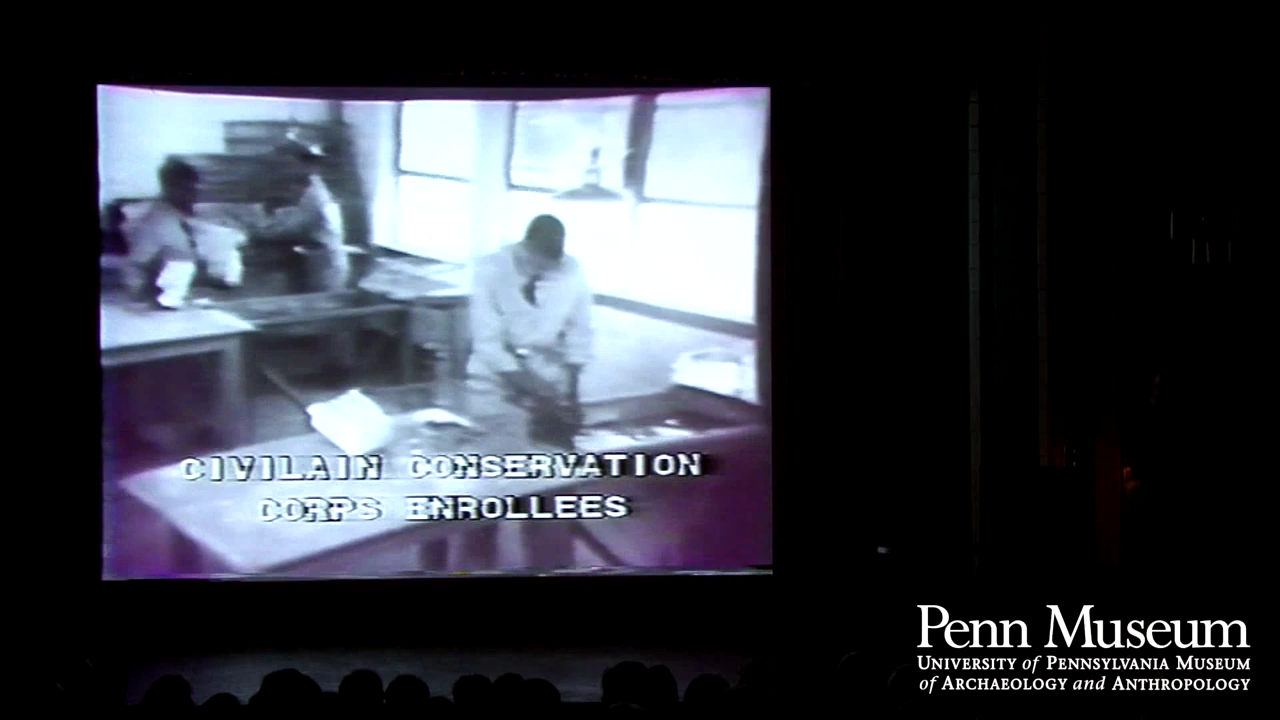 CIVILAIN CONSERVATION
CORPS ENROLLEES
Penn Museum
UNIVERSITY of PENNSYLVANIA MUSEUM
of ARCHAEOLOGY and ANTHROPOLOGY